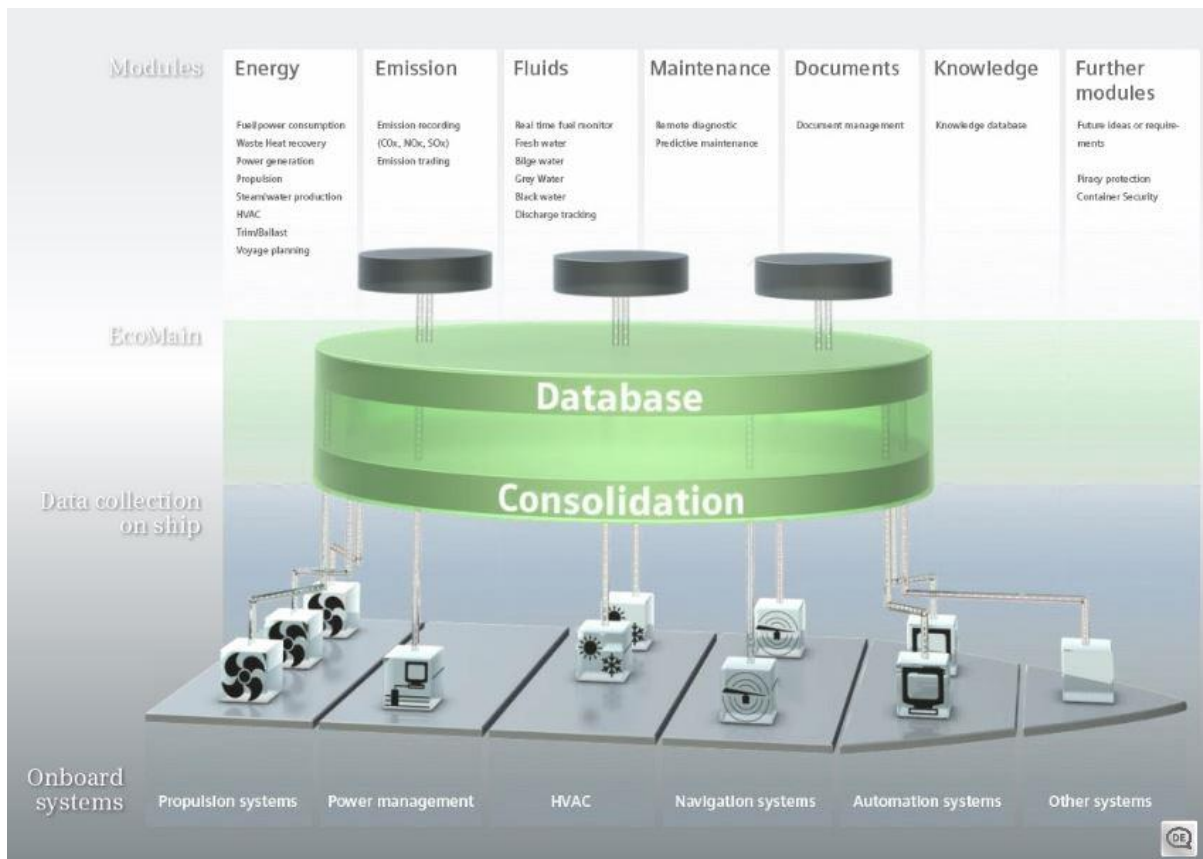 Modules
Energy
Emission
Fluids
Maintenance
Documents
Knowledge
Further
modules
Fuel/power consumption
Waste Heat recovery
Power generation
Propulsion
Steam/water production
HVAC
Trim/Ballast
Voyage planning
Emission recording
(COx, NOx, SOx)
Emission trading
Real time fuel monitor
Fresh water
Bilge water
Grey Water
Black water
Discharge tracking
Remote diagnostic
Predictive maintenance
Document management
Knowledge database
Future ideas or require-
ments
Piracy protection
Container Security
EcoMain
Database
Consolidation
Data collection
on ship
Onboard
systems
Propulsion systems
Power management
HVAC
Navigation systems
Automation systems
Other systems
DE